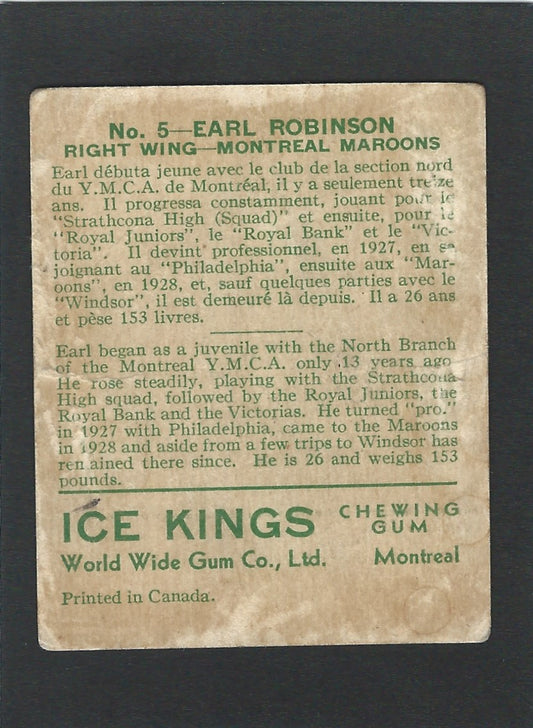 No. 5—EARL ROBINSON
RIGHT WING—MONTREAL MAROONS
Earl débuta jeune avec le club de la section nord
du Y.M.C.A. de Montréal, il y a seulement treize
ans. Il progressa constamment, jouant pour le
"Strathcona High (Squad)" et ensuite, pour le
"Royal Juniors", le "Royal Bank" et le "Vic-
toria". Il devint professionnel, en 1927, en se
joignant au "Philadelphia", ensuite aux "Mar-
oons", en 1928, et, sauf quelques parties avec le
"Windsor", il est demeuré là depuis. Il a 26 ans
et pèse 153 livres.
Earl began as a juvenile with the North Branch
of the Montreal Y.M.C.A. only 13 years ago
He rose steadily, playing with the Strathcona
High squad, followed by the Royal Juniors, the
Royal Bank and the Victorias. He turned "pro."
in 1927 with Philadelphia, came to the Maroons
in 1928 and aside from a few trips to Windsor has
remained there since. He is 26 and weighs 153
pounds.
ICE KINGS CHEWING GUM
World Wide Gum Co., Ltd. Montreal
Printed in Canada.